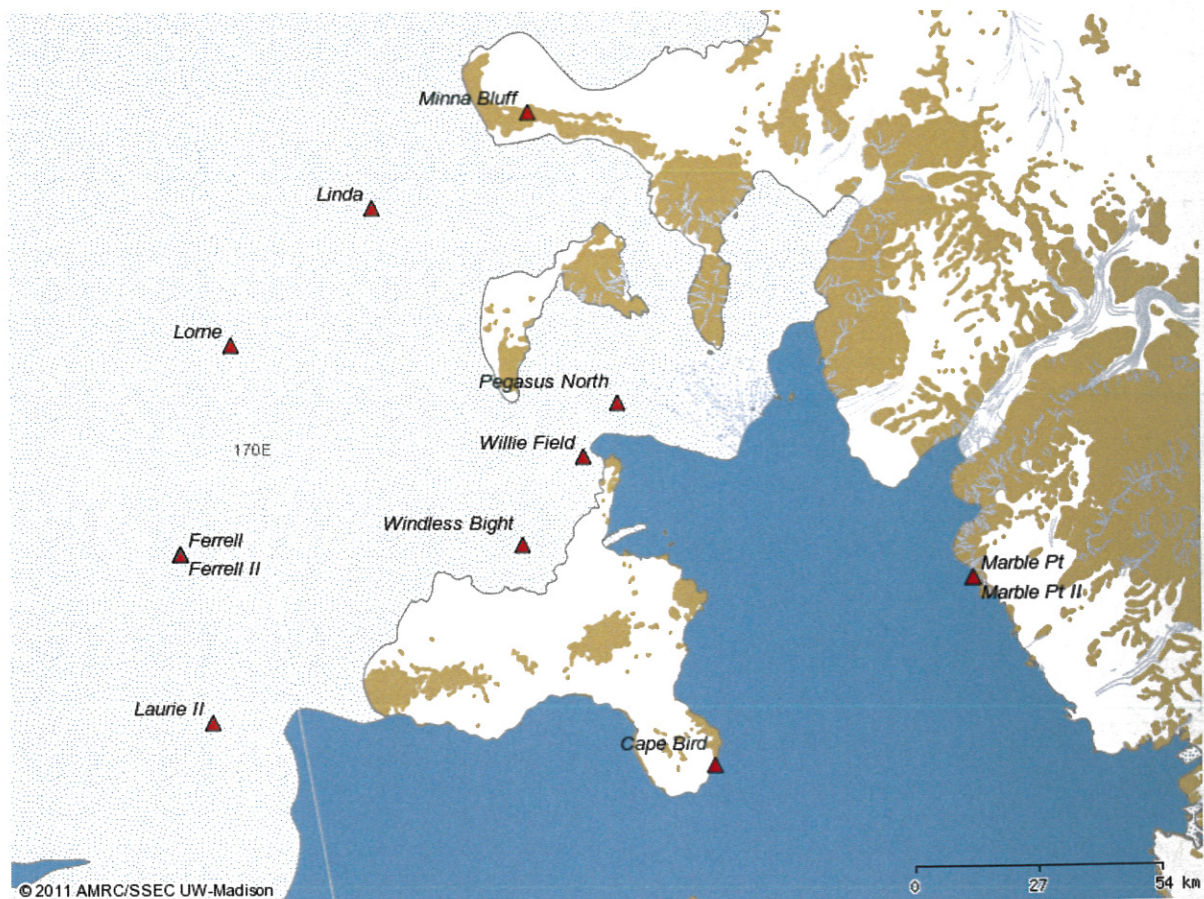 Minna Bluff
Linda
Lorne
Pegasus North
170E
Willie Field
Windless Bight
Ferrell
Ferrell II
Marble Pt
Marble Pt II
Laurie II
Cape Bird
0 27 54 km
© 2011 AMRC/SSEC UW-Madison